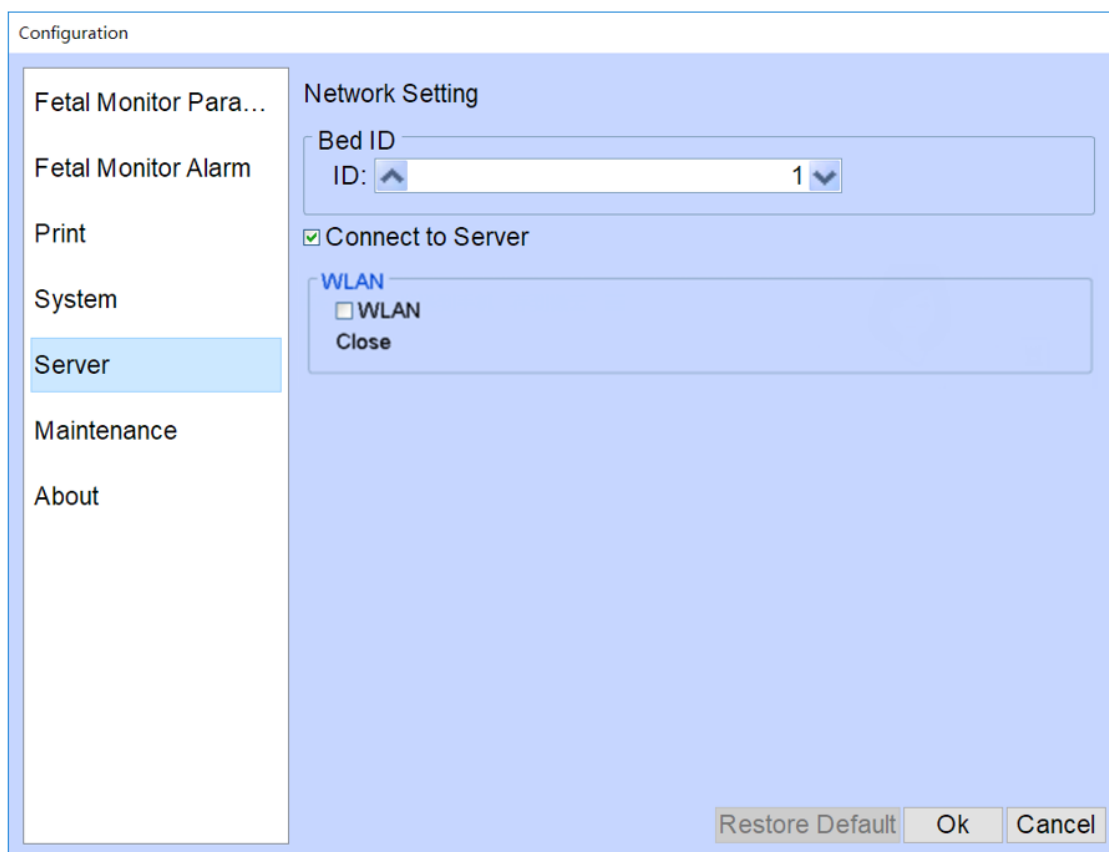 Configuration
Fetal Monitor Para...
Fetal Monitor Alarm
Print
System
Server
Maintenance
About
Network Setting
Bed ID
ID: 1
Connect to Server
WLAN
WLAN
Close
Restore Default Ok Cancel